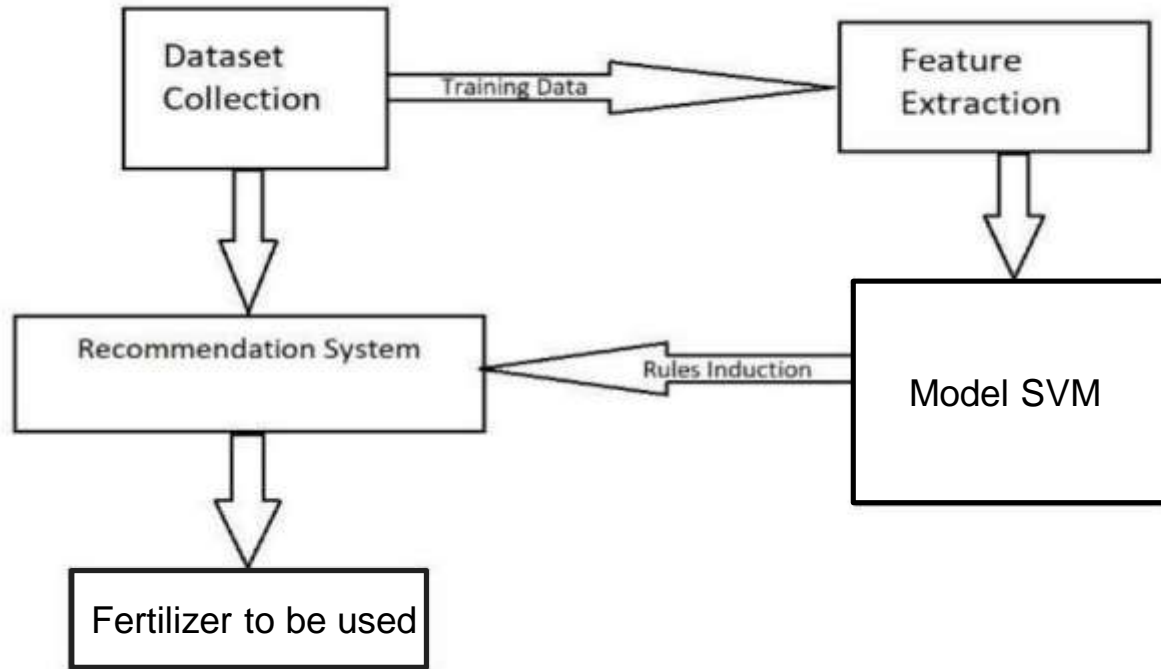 Dataset
Collection
Training Data
Feature
Extraction
Recommendation System
Rules Induction
Model SVM
Fertilizer to be used